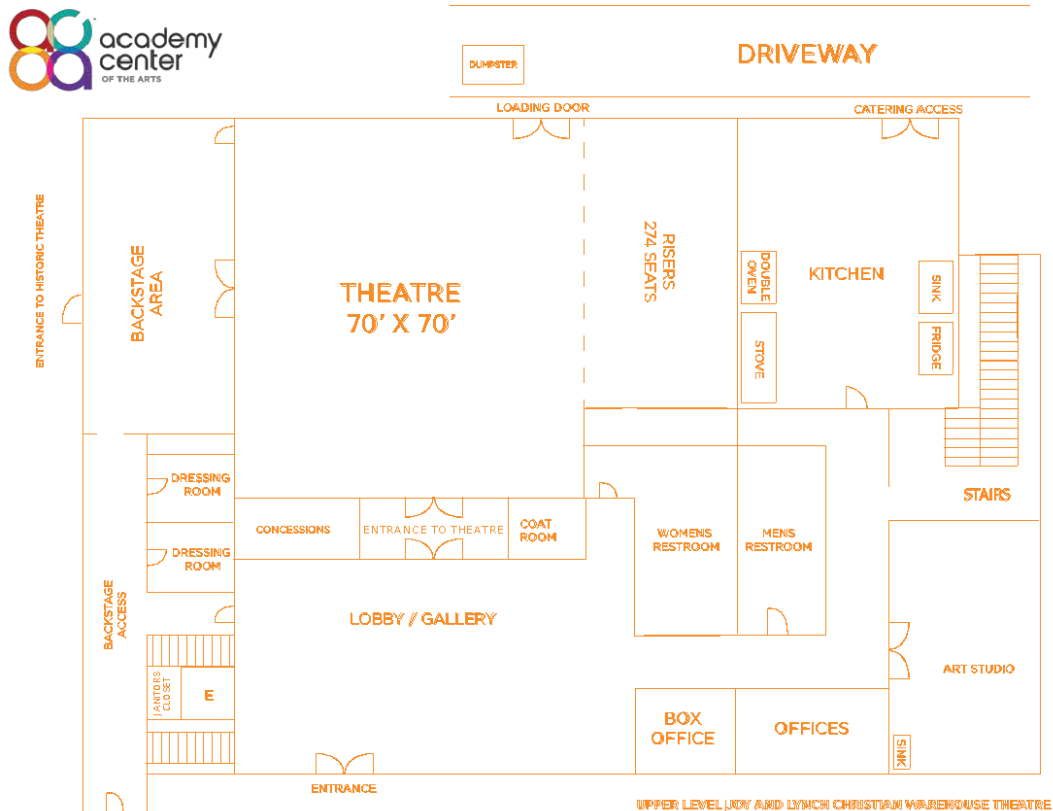 academy
center
OF THE ARTS
DRIVEWAY
DUMPSTER
LOADING DOOR
CATERING ACCESS
ENTRANCE TO HISTORIC THEATRE
BACKSTAGE
AREA
THEATRE
70' X 70'
RISERS
274 SEATS
DOUBLE
OVEN
KITCHEN
SINK
STOVE
FRIDGE
DRESSING
ROOM
STAIRS
CONCESSIONS
ENTRANCE TO THEATRE
COAT
ROOM
WOMENS
RESTROOM
MENS
RESTROOM
DRESSING
ROOM
BACKSTAGE
ACCESS
LOBBY / GALLERY
ART STUDIO
JANITORS
CLOSET
E
BOX
OFFICE
OFFICES
SINK
ENTRANCE
UPPER LEVEL JOY AND LYNCH CHRISTIAN WAREHOUSE THEATRE